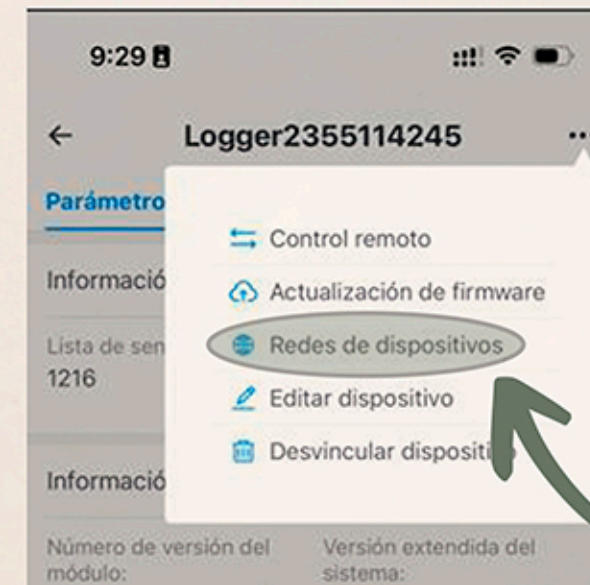 9:29
Logger2355114245
Parámetro
Control remoto
Informació
Actualización de firmware
Lista de sen
Redes de dispositivos
1216
Editar dispositivo
Desvincular dispositi o
Informació
Número de versión del
módulo:
Versión extendida del
sistema: